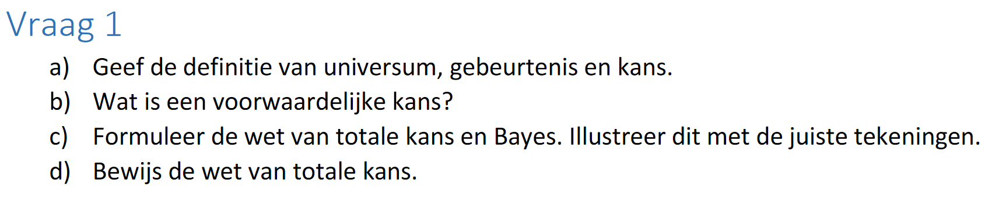 Vraag 1
a) Geef de definitie van universum, gebeurtenis en kans.
b) Wat is een voorwaardelijke kans?
c) Formuleer de wet van totale kans en Bayes. Illustreer dit met de juiste tekeningen.
d) Bewijs de wet van totale kans.